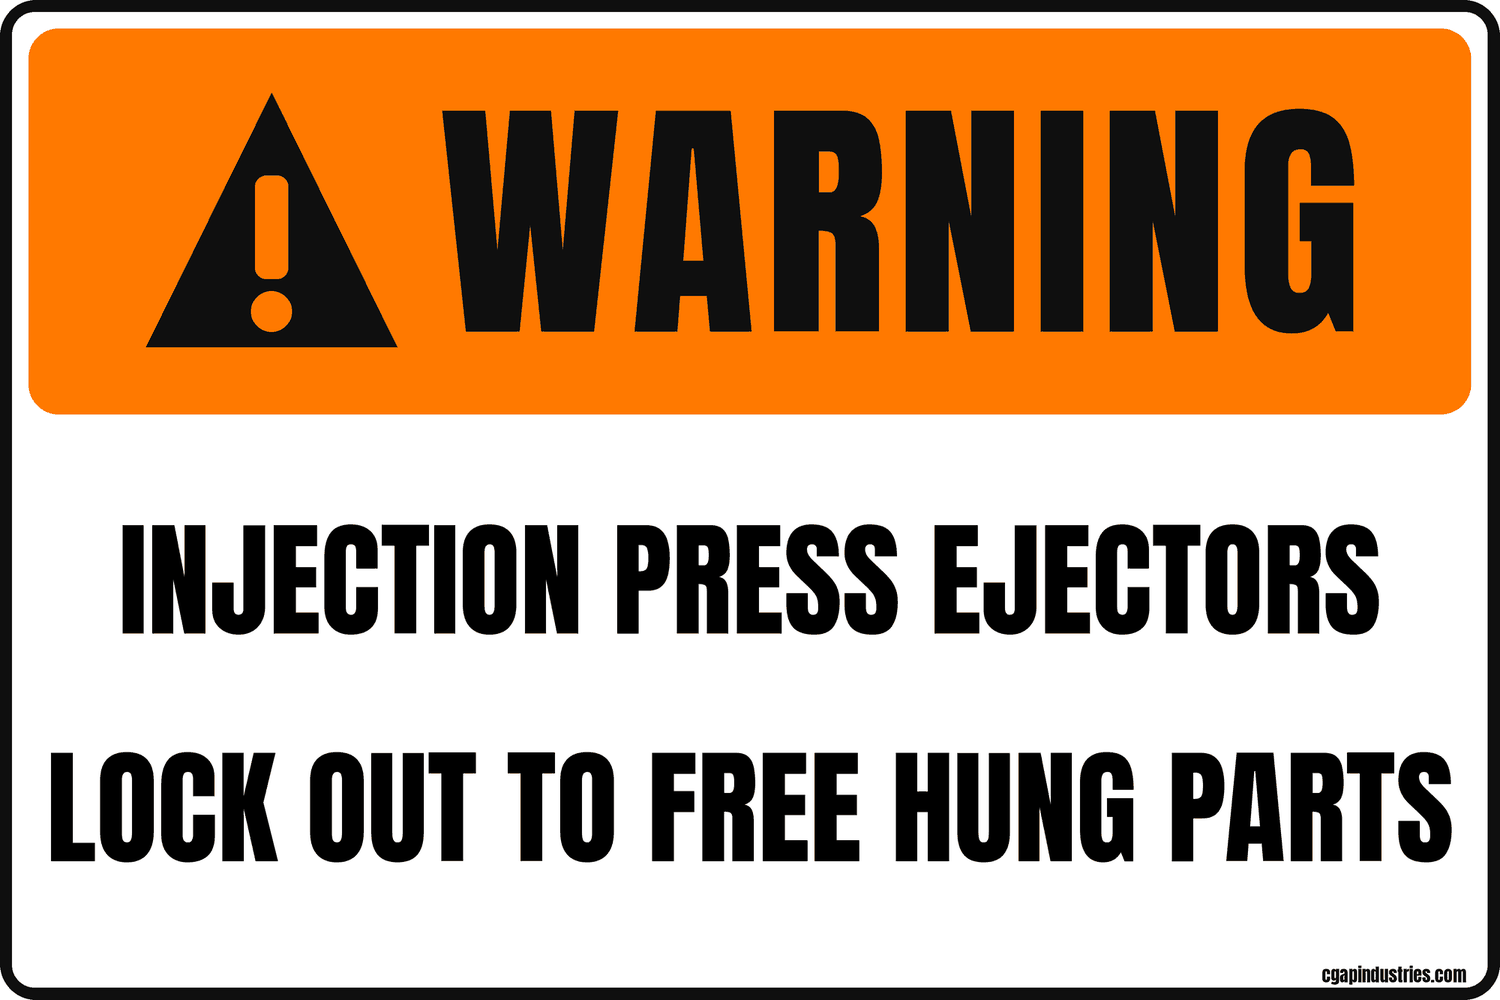 WARNING
INJECTION PRESS EJECTORS
LOCK OUT TO FREE HUNG PARTS
cgapindustries.com